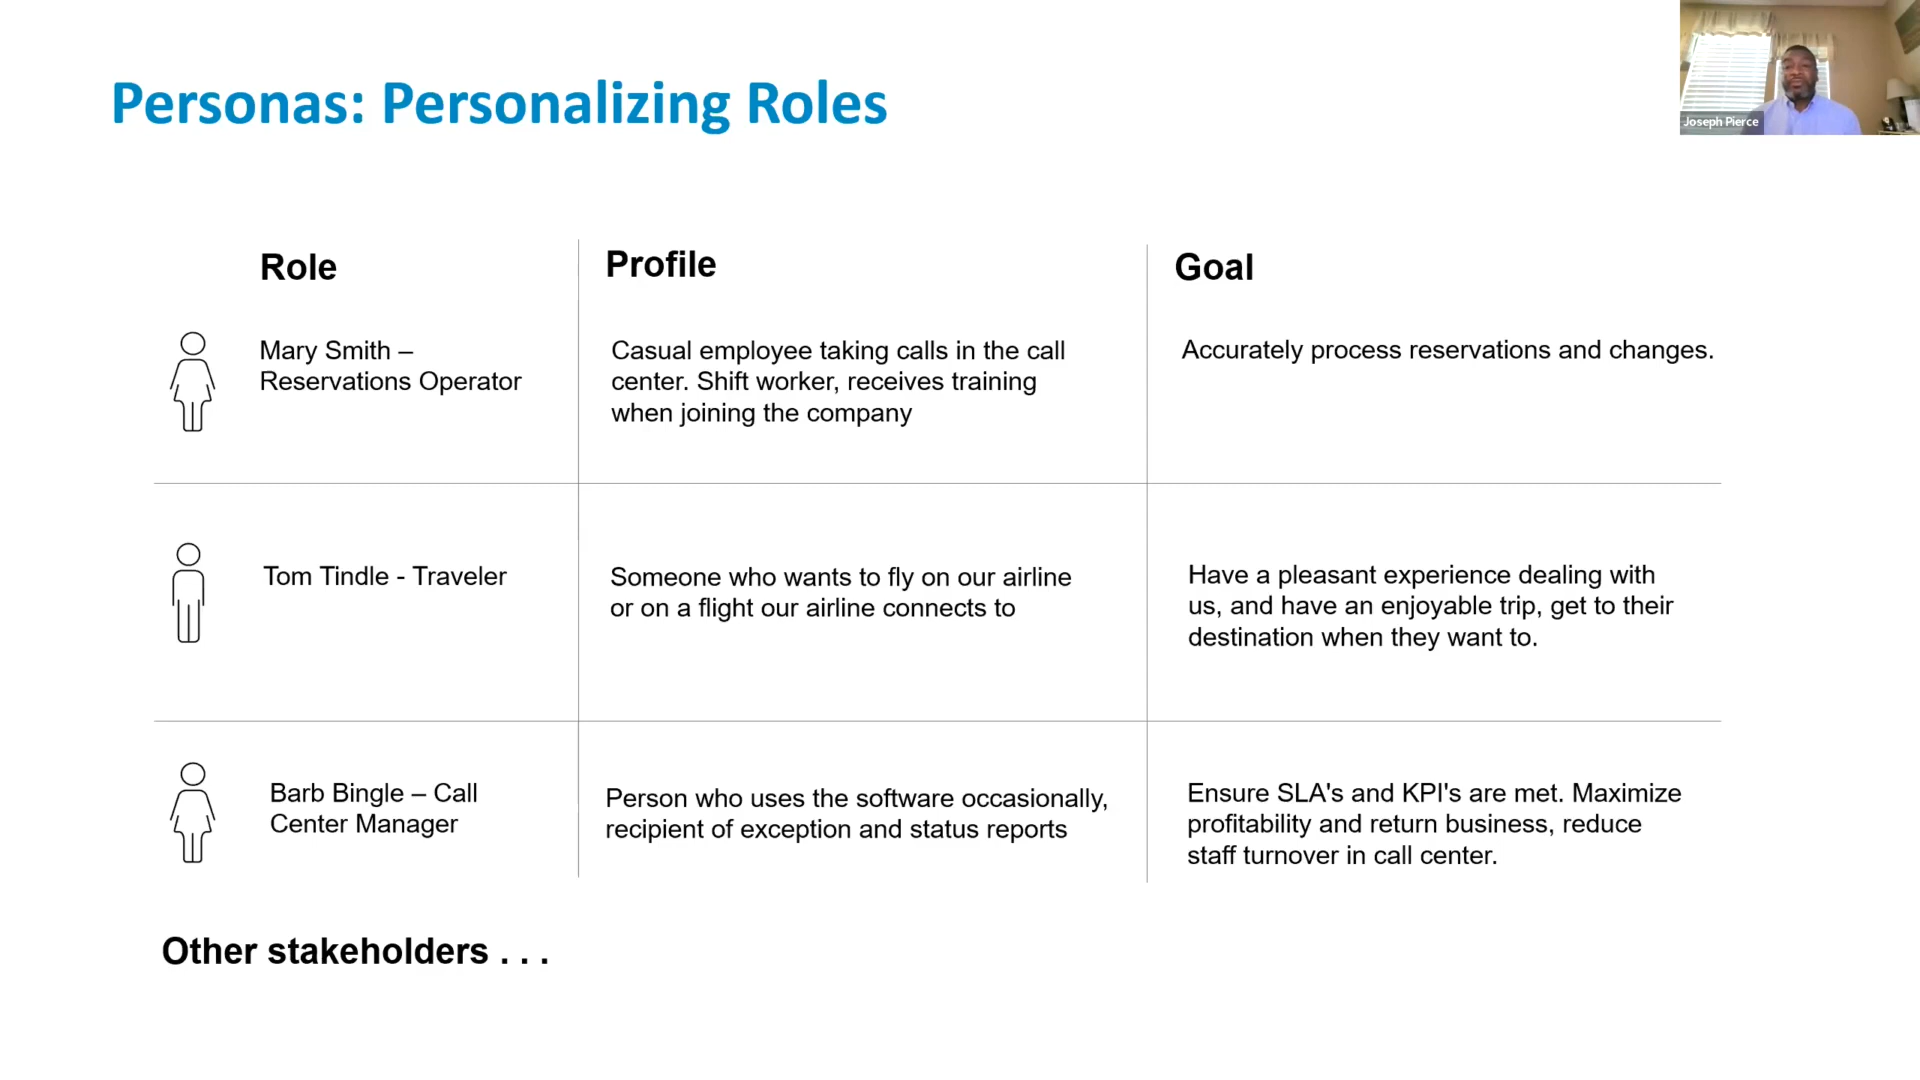 Personas: Personalizing Roles
Joseph Pierce
Role
Profile
Goal
Mary Smith –
Reservations Operator
Casual employee taking calls in the call
center. Shift worker, receives training
when joining the company
Accurately process reservations and changes.
Tom Tindle - Traveler
Someone who wants to fly on our airline
or on a flight our airline connects to
Have a pleasant experience dealing with
us, and have an enjoyable trip, get to their
destination when they want to.
Barb Bingle – Call
Center Manager
Person who uses the software occasionally,
recipient of exception and status reports
Ensure SLA's and KPI's are met. Maximize
profitability and return business, reduce
staff turnover in call center.
Other stakeholders . . .